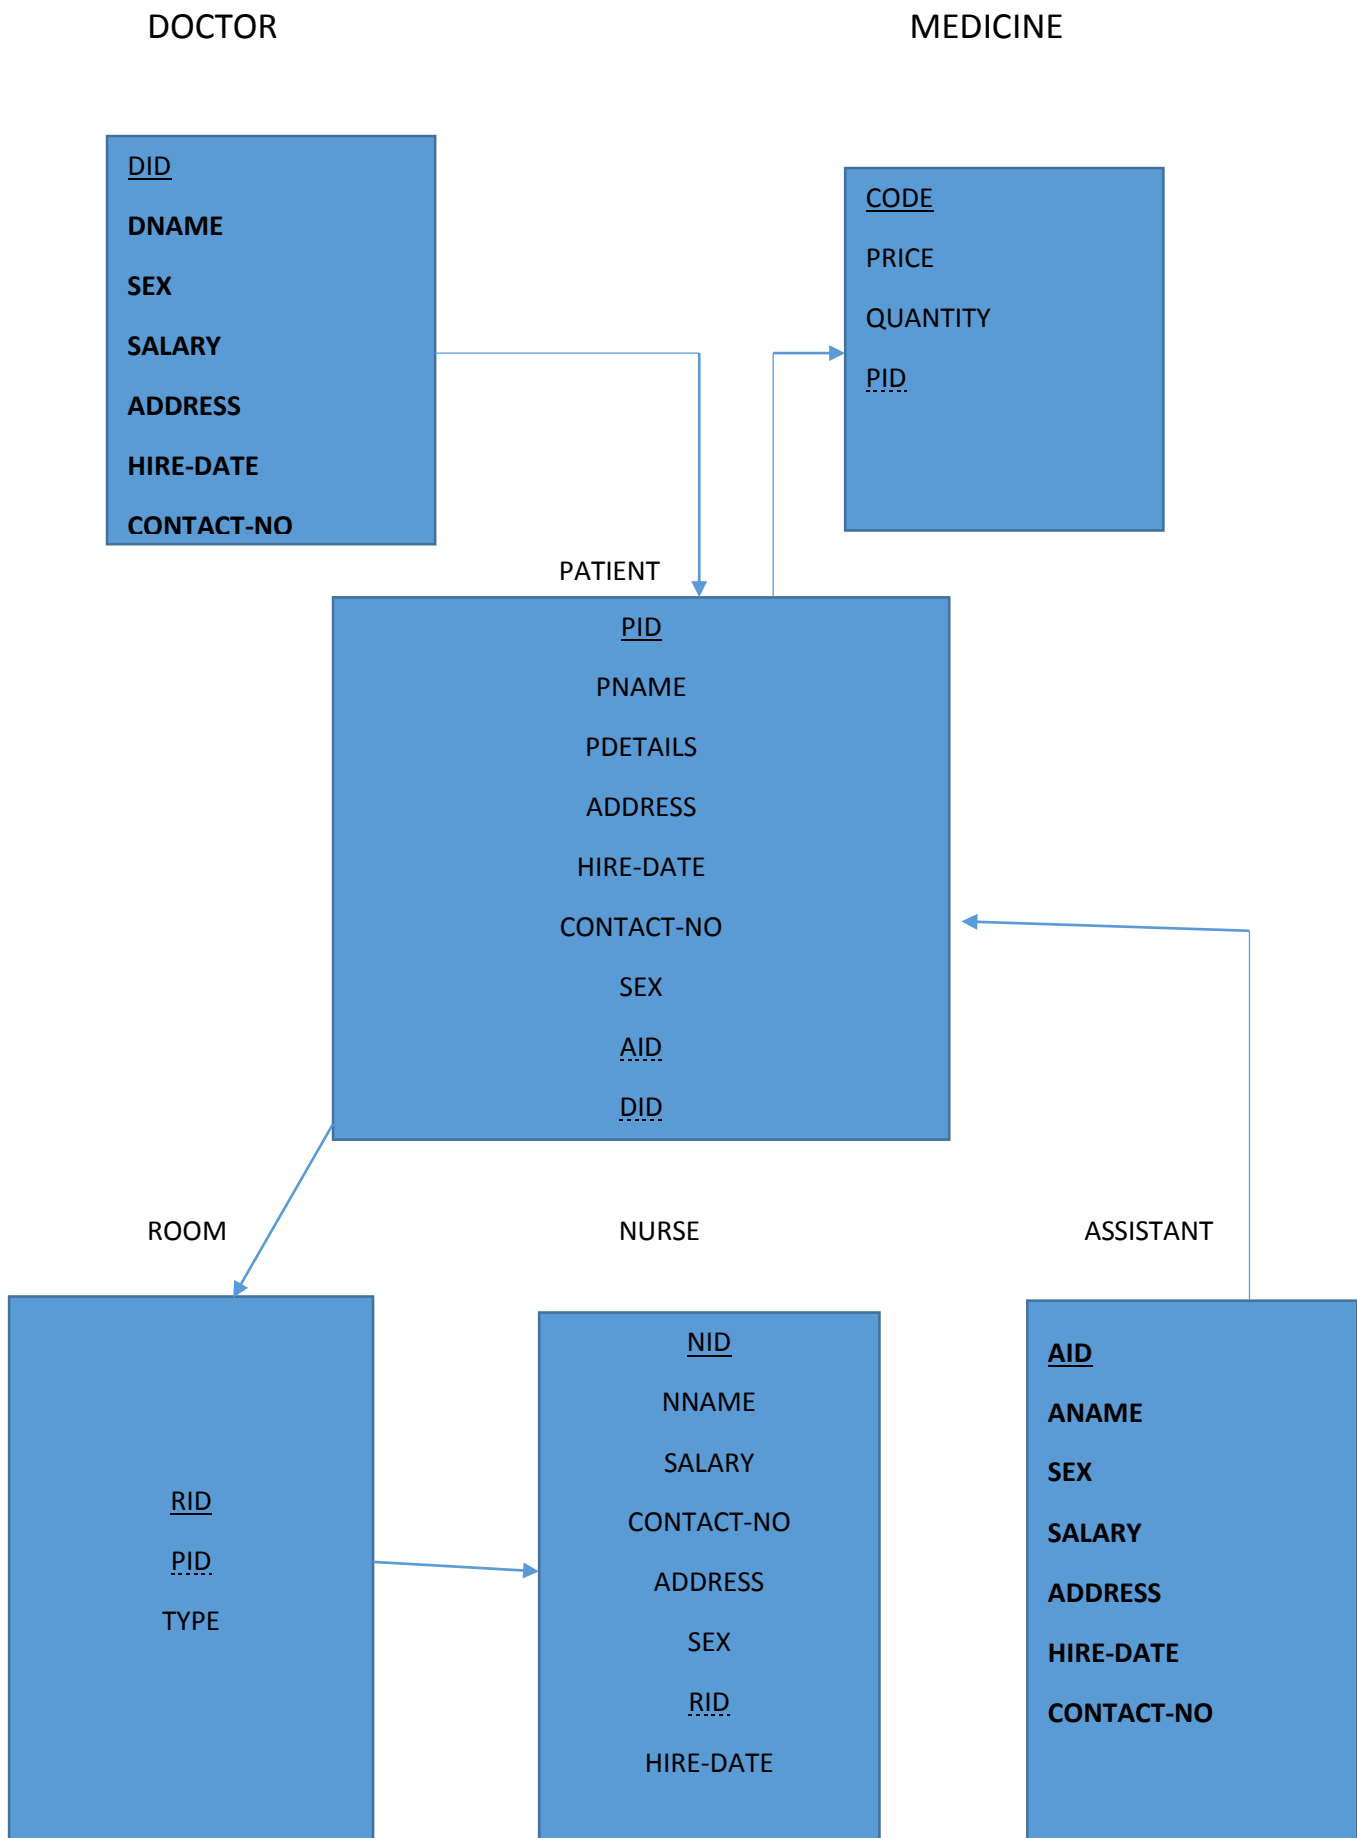 DOCTOR
MEDICINE
DID
DNAME
SEX
SALARY
ADDRESS
HIRE-DATE
CONTACT-NO
CODE
PRICE
QUANTITY
PID
PATIENT
PID
PNAME
PDETAILS
ADDRESS
HIRE-DATE
CONTACT-NO
SEX
AID
DID
ROOM
NURSE
ASSISTANT
RID
PID
TYPE
NID
NNAME
SALARY
CONTACT-NO
ADDRESS
SEX
RID
HIRE-DATE
AID
ANAME
SEX
SALARY
ADDRESS
HIRE-DATE
CONTACT-NO